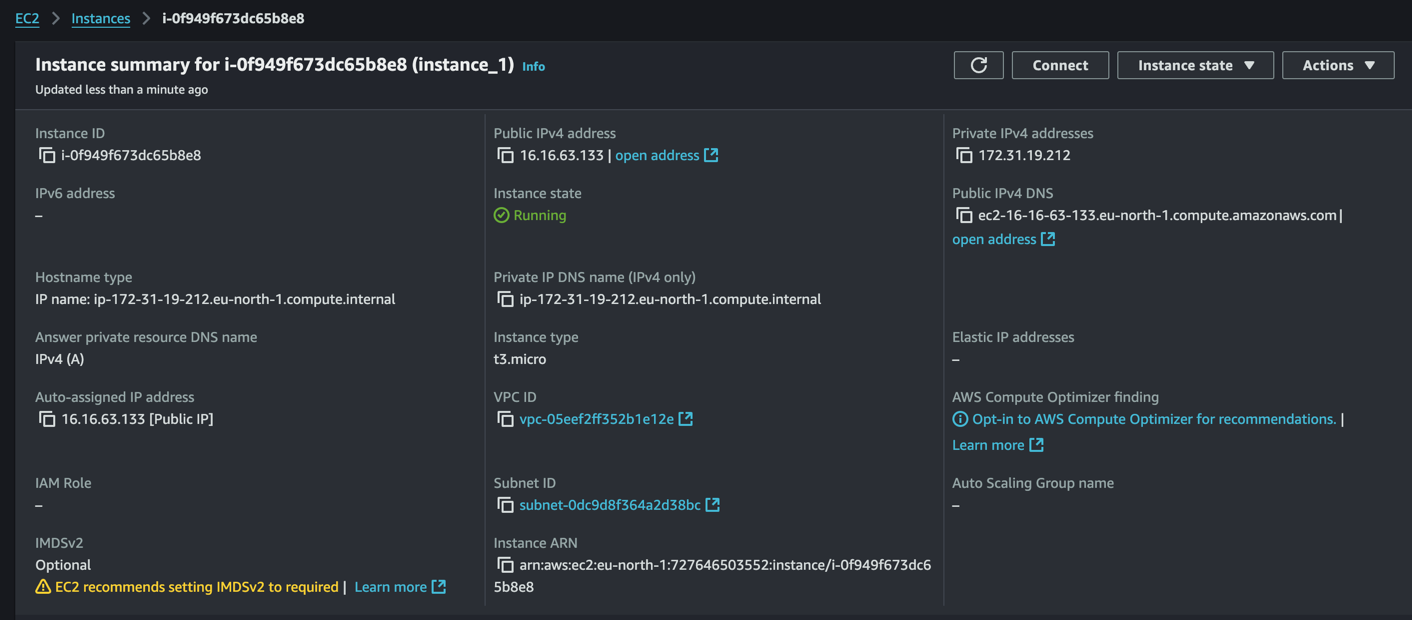 EC2 > Instances > i-0f949f673dc65b8e8
Instance summary for i-0f949f673dc65b8e8 (instance_1) Info
Connect
Instance state
Actions
Updated less than a minute ago
Instance ID
i-0f949f673dc65b8e8
Public IPv4 address
16.16.63.133 | open address
Private IPv4 addresses
172.31.19.212
IPv6 address
–
Instance state
Running
Public IPv4 DNS
ec2-16-16-63-133.eu-north-1.compute.amazonaws.com |
open address
Hostname type
IP name: ip-172-31-19-212.eu-north-1.compute.internal
Private IP DNS name (IPv4 only)
ip-172-31-19-212.eu-north-1.compute.internal
Answer private resource DNS name
IPv4 (A)
Instance type
t3.micro
Elastic IP addresses
–
Auto-assigned IP address
16.16.63.133 [Public IP]
VPC ID
vpc-05eef2ff352b1e12e
AWS Compute Optimizer finding
Opt-in to AWS Compute Optimizer for recommendations. |
Learn more
IAM Role
–
Subnet ID
subnet-0dc9d8f364a2d38bc
Auto Scaling Group name
–
IMDSv2
Optional
EC2 recommends setting IMDSv2 to required | Learn more
Instance ARN
arn:aws:ec2:eu-north-1:727646503552:instance/i-0f949f673dc6
5b8e8